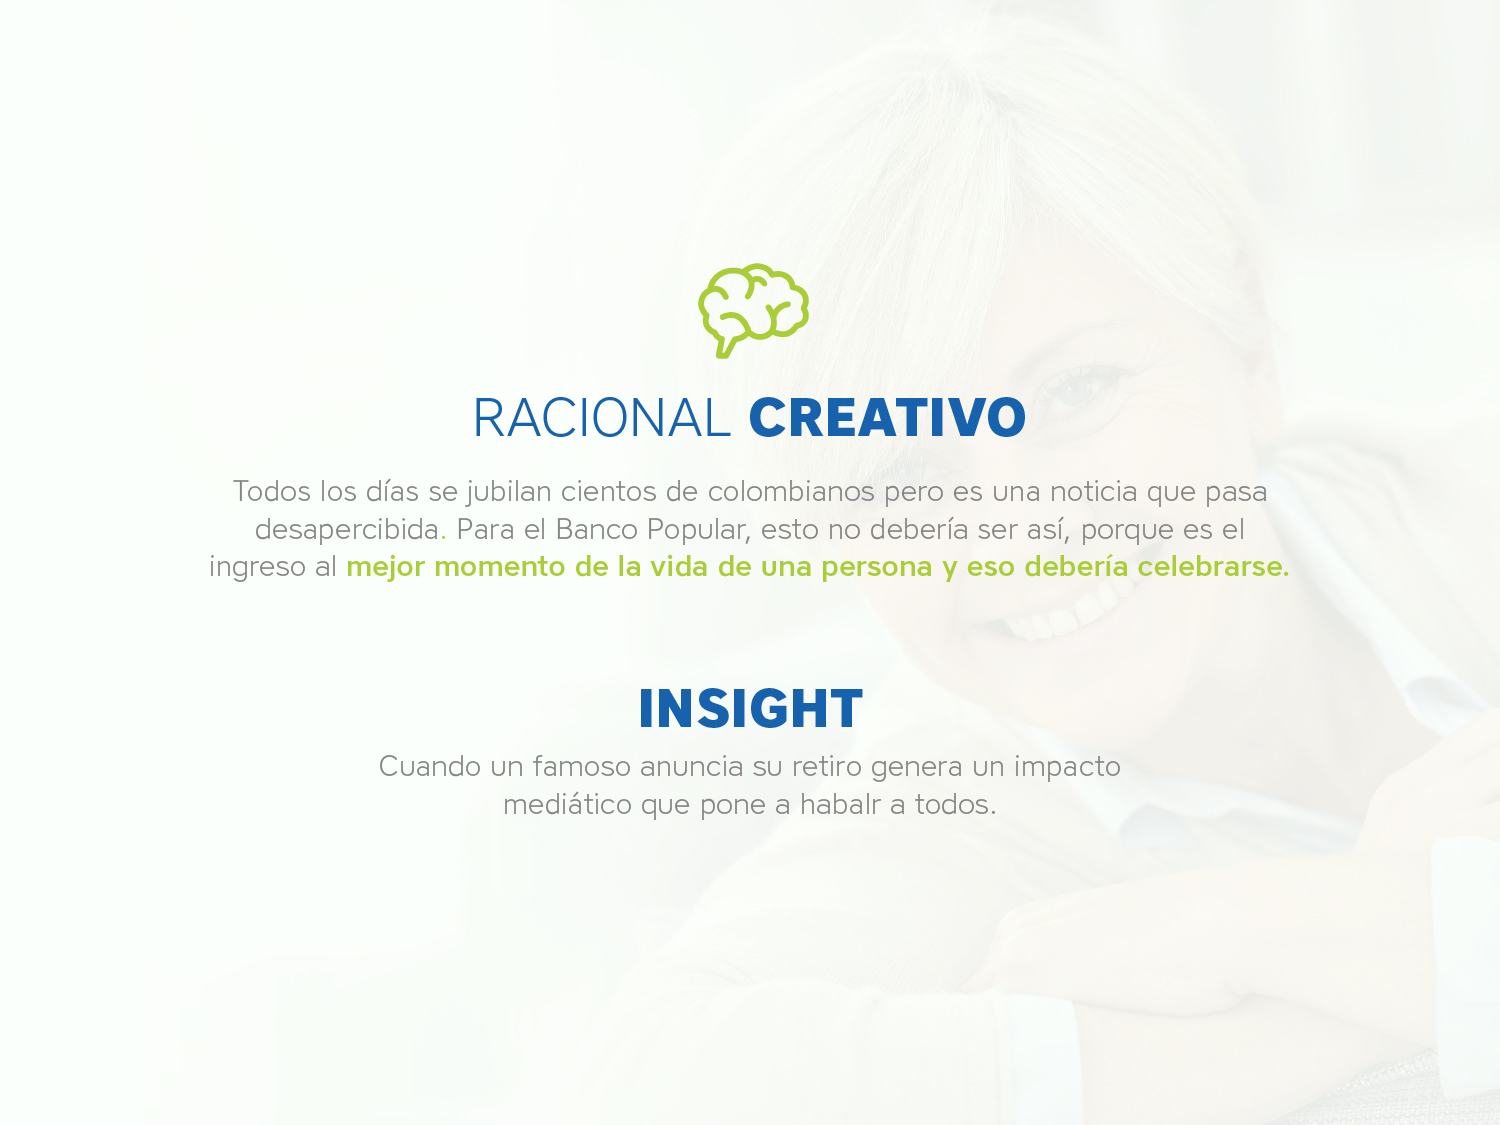 RACIONAL CREATIVO
Todos los días se jubilan cientos de colombianos pero es una noticia que pasa
desapercibida. Para el Banco Popular, esto no debería ser así, porque es el
ingreso al mejor momento de la vida de una persona y eso debería celebrarse.
INSIGHT
Cuando un famoso anuncia su retiro genera un impacto
mediático que pone a habalr a todos.